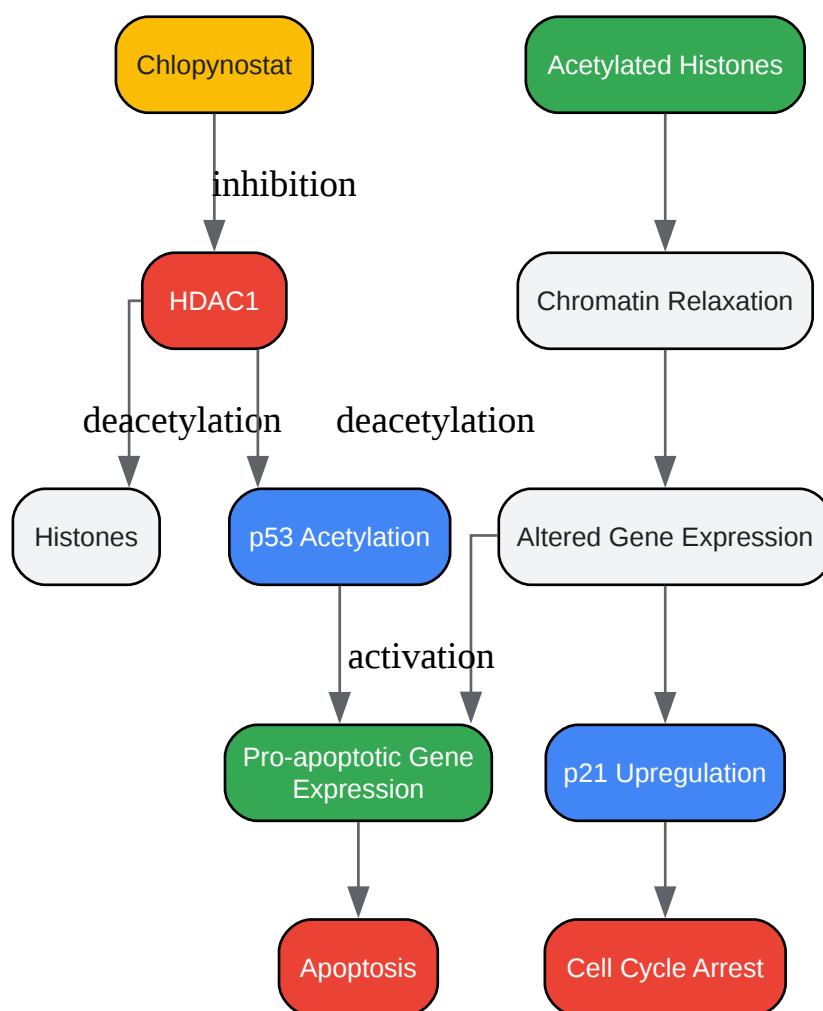 Chlopynostat
Acetylated Histones
inhibition
HDAC1
Chromatin Relaxation
deacetylation
deacetylation
Histones
p53 Acetylation
Altered Gene Expression
activation
Pro-apoptotic Gene
Expression
p21 Upregulation
Apoptosis
Cell Cycle Arrest